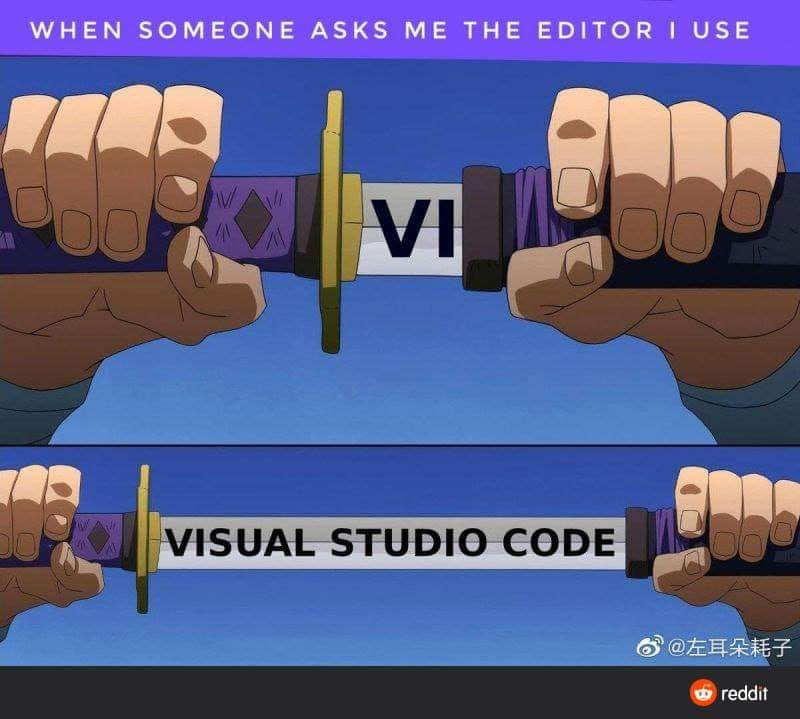 WHEN SOMEONE ASKS ME THE EDITOR I USE
VI
VISUAL STUDIO CODE
@左耳朵耗子
reddit